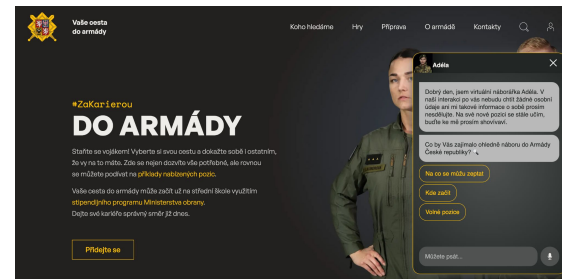 Vaše cesta
do armády
Koho hledáme
Hry
Příprava
O armádě
Kontakty
#ZaKarierou
DO ARMÁDY
Staňte se vojákem! Vyberte si svou cestu a dokažte sobě i ostatním,
že vy na to máte. Zde se nejen dozvíte vše potřebné, ale rovnou
se můžete podívat na příklady nabízených pozic.
Vaše cesta do armády může začít už na střední škole využitím
stipendijního programu Ministerstva obrany.
Dejte své kariéře správný směr již dnes.
Přidejte se
Adéla
Dobrý den, jsem virtuální náborářka Adéla. V
naší interakci po vás nebudu chtít žádné osobní
údaje ani mi takové informace o sobě prosím
nesdělujte. Na své nové pozici se stále učím,
buďte ke mě prosím shovívaví.
Co by Vás zajímalo ohledně náboru do Armády
České republiky?
Na co se můžu zeptat
Kde začít
Volné pozice
Můžete psát...